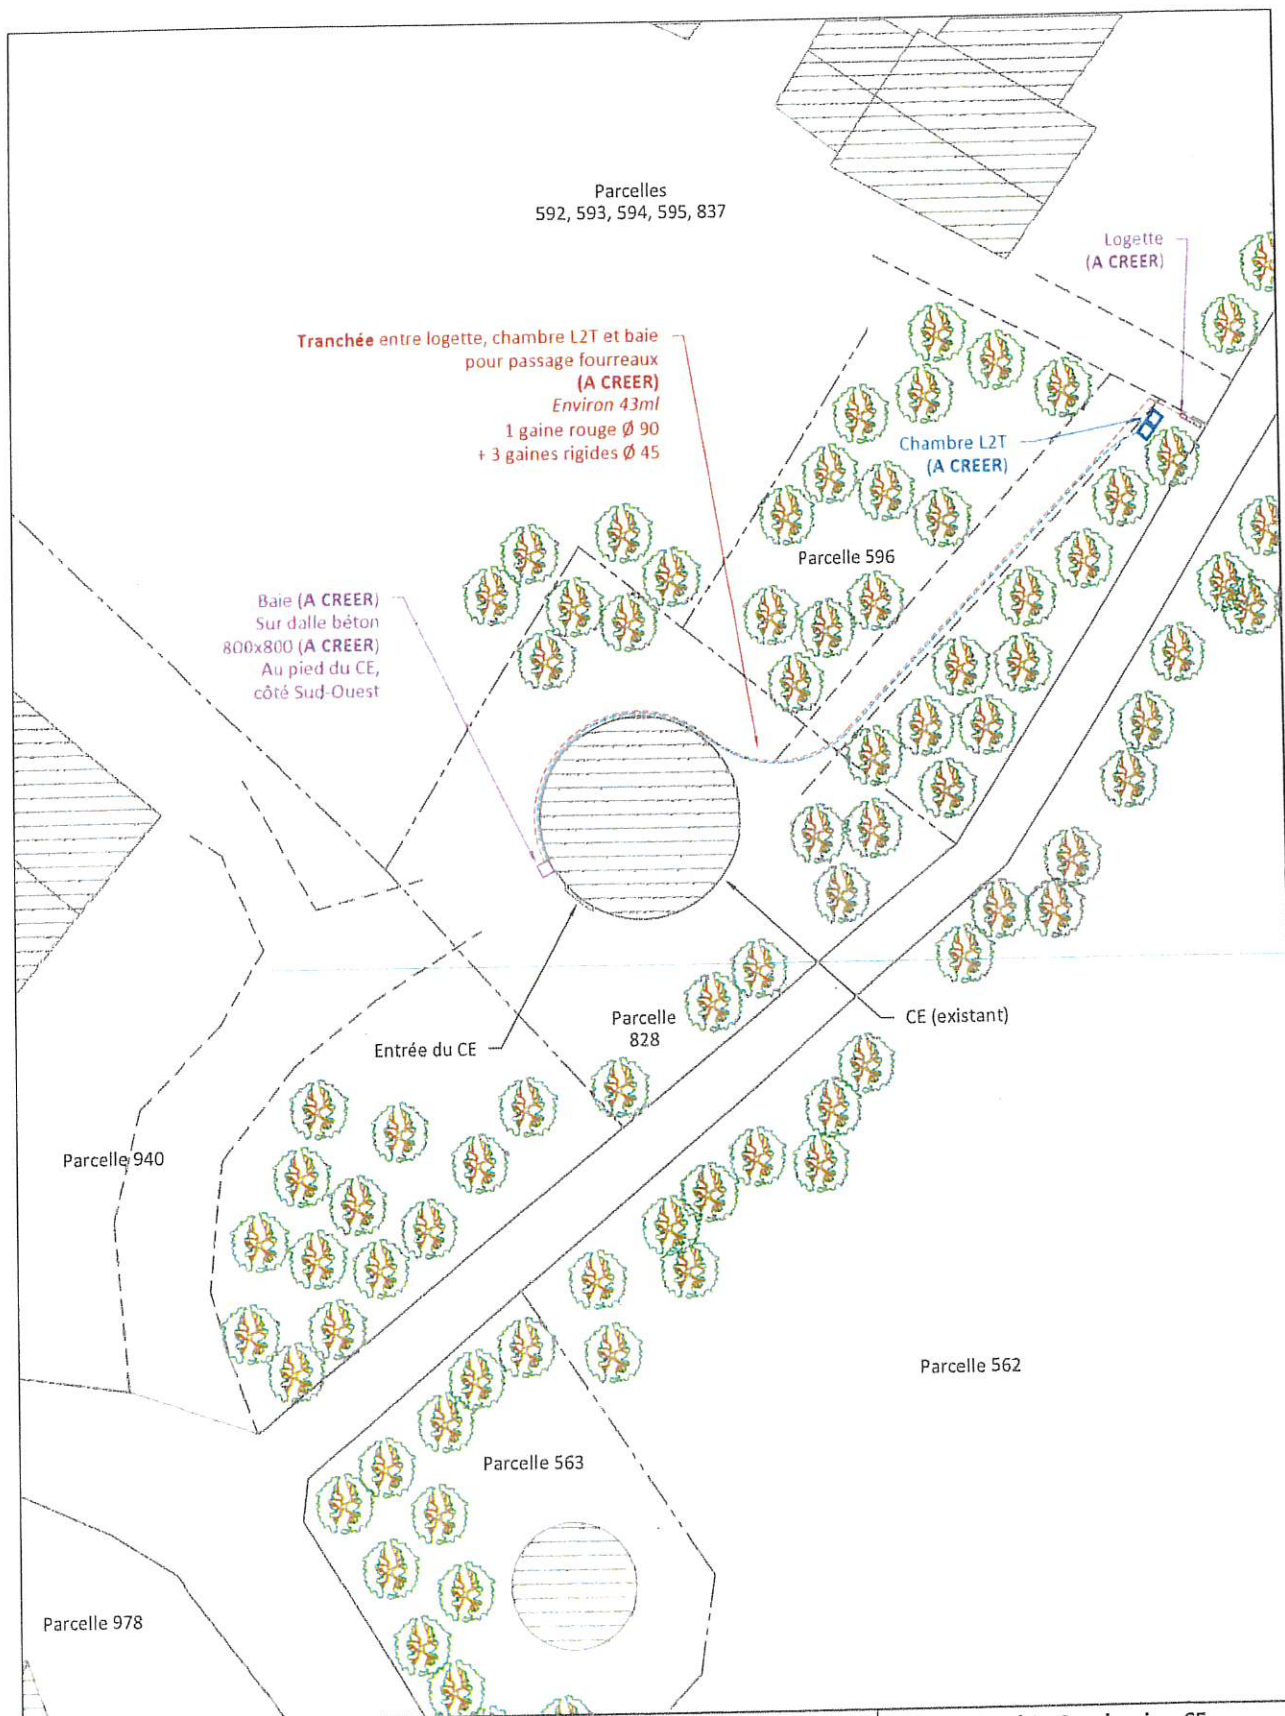 Parcelles
592, 593, 594, 595, 837
Logette
(A CREER)
Tranchée entre logette, chambre L2T et baie
pour passage fourreaux
(A CREER)
Environ 43ml
1 gaine rouge Ø 90
+ 3 gaines rigides Ø 45
Chambre L2T
(A CREER)
Parcelle 596
Baie (A CREER)
Sur dalle béton
800x800 (A CREER)
Au pied du CE,
côté Sud-Ouest
Parcelle
828
CE (existant)
Entrée du CE
Parcelle 940
Parcelle 562
Parcelle 563
Parcelle 978